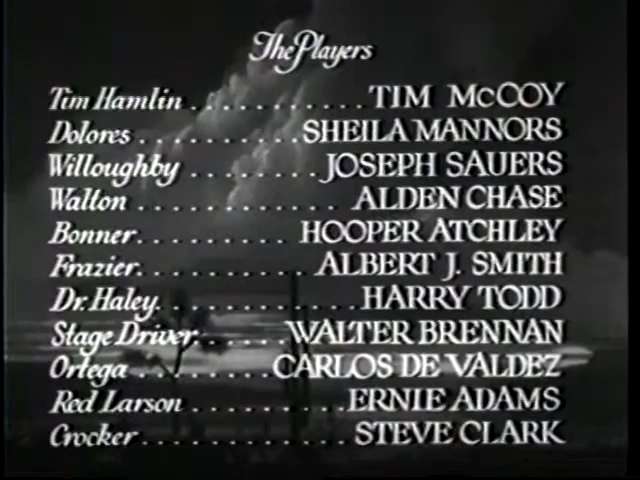 The Players
Tim Hamlin . . . . . . . . . . . TIM McCOY
Dolores . . . . . . . . . . SHEILA MANNORS
Willoughby . . . . . . . . JOSEPH SAUERS
Walton . . . . . . . . . . . . . ALDEN CHASE
Bonner. . . . . . . . . . HOOPER ATCHLEY
Frazier. . . . . . . . . . . ALBERT J. SMITH
Dr. Haley. . . . . . . . . . . . . HARRY TODD
Stage Driver . . . . . . WALTER BRENNAN
Ortega . . . . . . . . . CARLOS DE VALDEZ
Red Larson . . . . . . . . . . ERNIE ADAMS
Crocker . . . . . . . . . . . . . STEVE CLARK